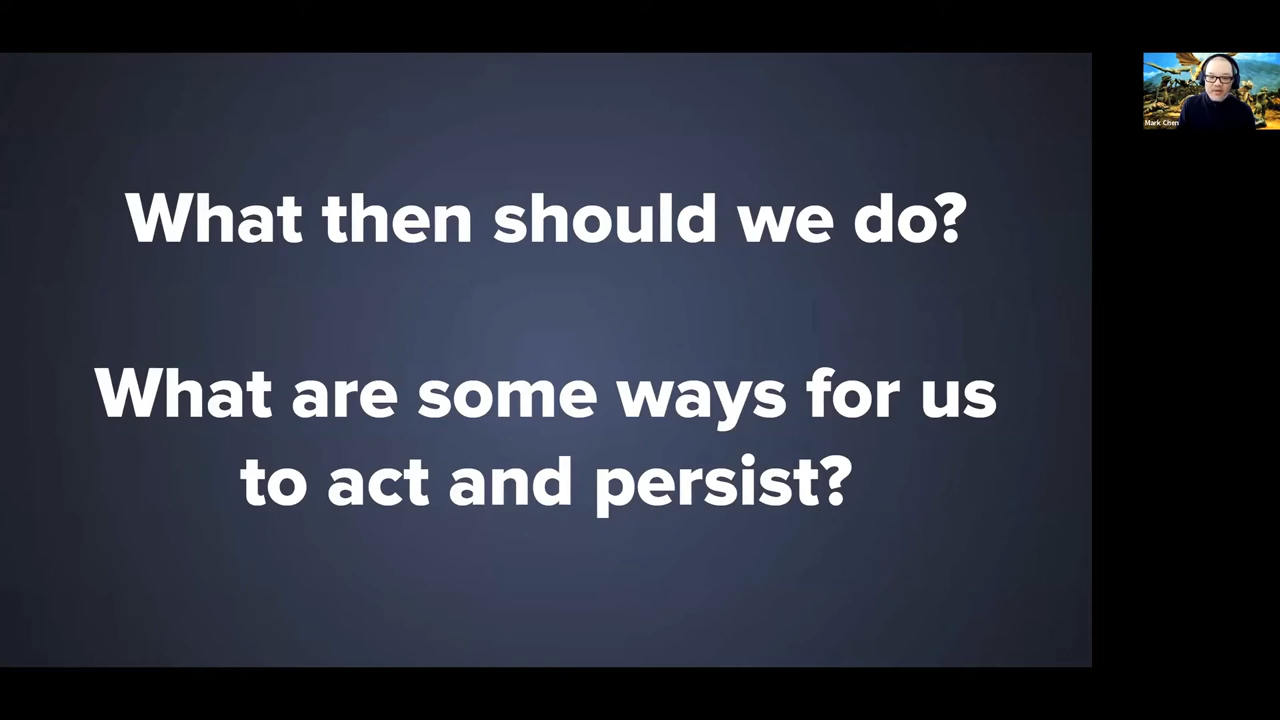 What then should we do?
What are some ways for us
to act and persist?
Mark Chen